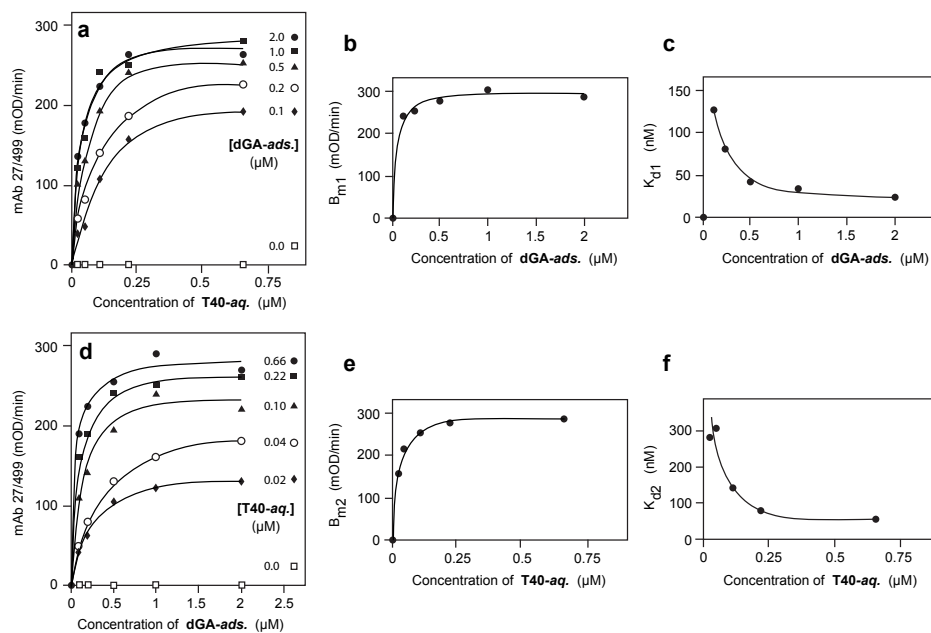 a
300
200
100
0
mAb 27/499 (mOD/min)
2.0
1.0
0.5
0.2
0.1
[dGA-ads.]
(µM)
0.0
0 0.25 0.5 0.75
Concentration of T40-aq. (µM)
b
400
300
200
100
0
Bm1 (mOD/min)
0 0.5 1 1.5 2
Concentration of dGA-ads. (µM)
c
150
100
50
0
Kd1 (nM)
0 0.5 1 1.5 2
Concentration of dGA-ads. (µM)
d
300
200
100
0
mAb 27/499 (mOD/min)
0.66
0.22
0.10
0.04
0.02
[T40-aq.]
(µM)
0.0
0 0.5 1 1.5 2 2.5
Concentration of dGA-ads. (µM)
e
400
300
200
100
0
Bm2 (mOD/min)
0 0.25 0.5 0.75
Concentration of T40-aq. (µM)
f
300
200
100
0
Kd2 (nM)
0 0.25 0.5 0.75
Concentration of T40-aq. (µM)